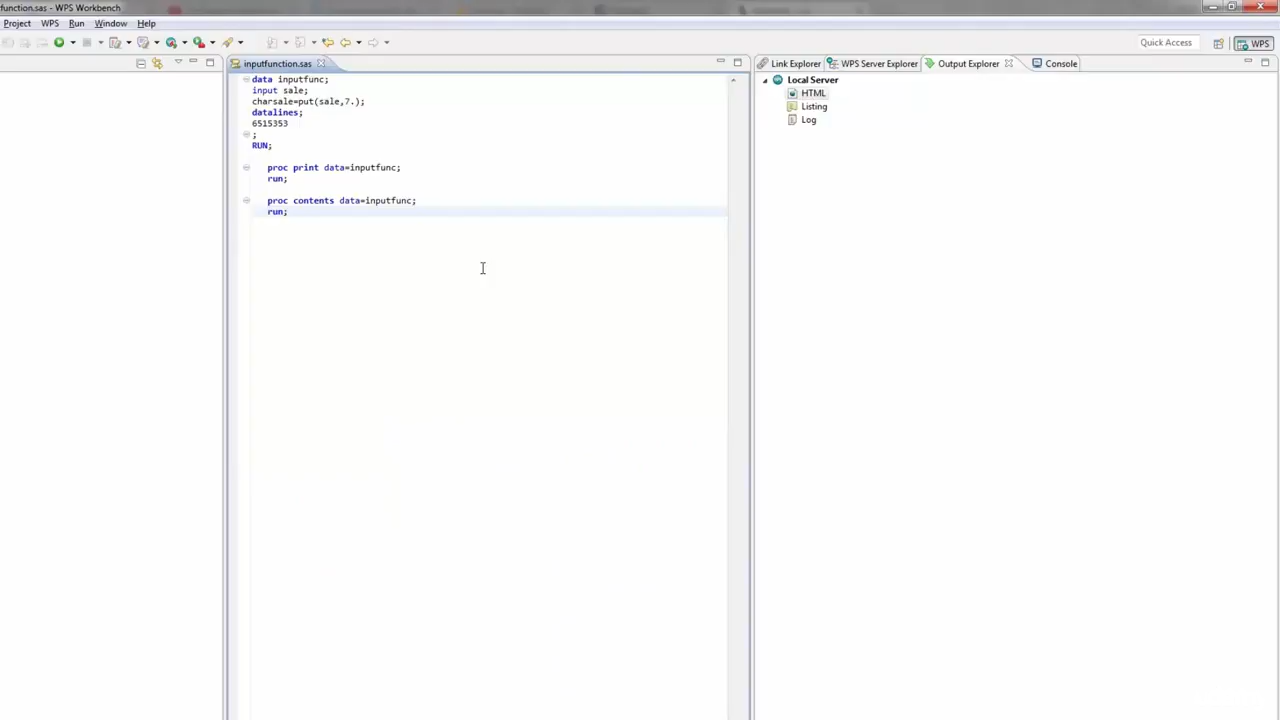 function.sas - WPS Workbench
Project WPS Run Window Help
Quick Access
WPS
inputfunction.sas
Link Explorer WPS Server Explorer Output Explorer Console
data inputfunc;
input sale;
charsale=put(sale,7.);
datalines;
6515353
;
RUN;
proc print data=inputfunc;
run;
proc contents data=inputfunc;
run;
Local Server
HTML
Listing
Log